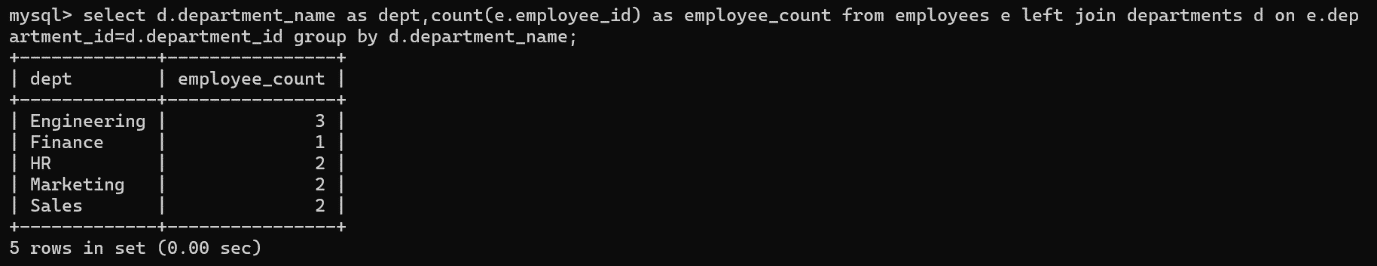 mysql> select d.department_name as dept,count(e.employee_id) as employee_count from employees e left join departments d on e.dep
artment_id=d.department_id group by d.department_name;
+-------------+----------------+
| dept        | employee_count |
+-------------+----------------+
| Engineering |              3 |
| Finance     |              1 |
| HR          |              2 |
| Marketing   |              2 |
| Sales       |              2 |
+-------------+----------------+
5 rows in set (0.00 sec)